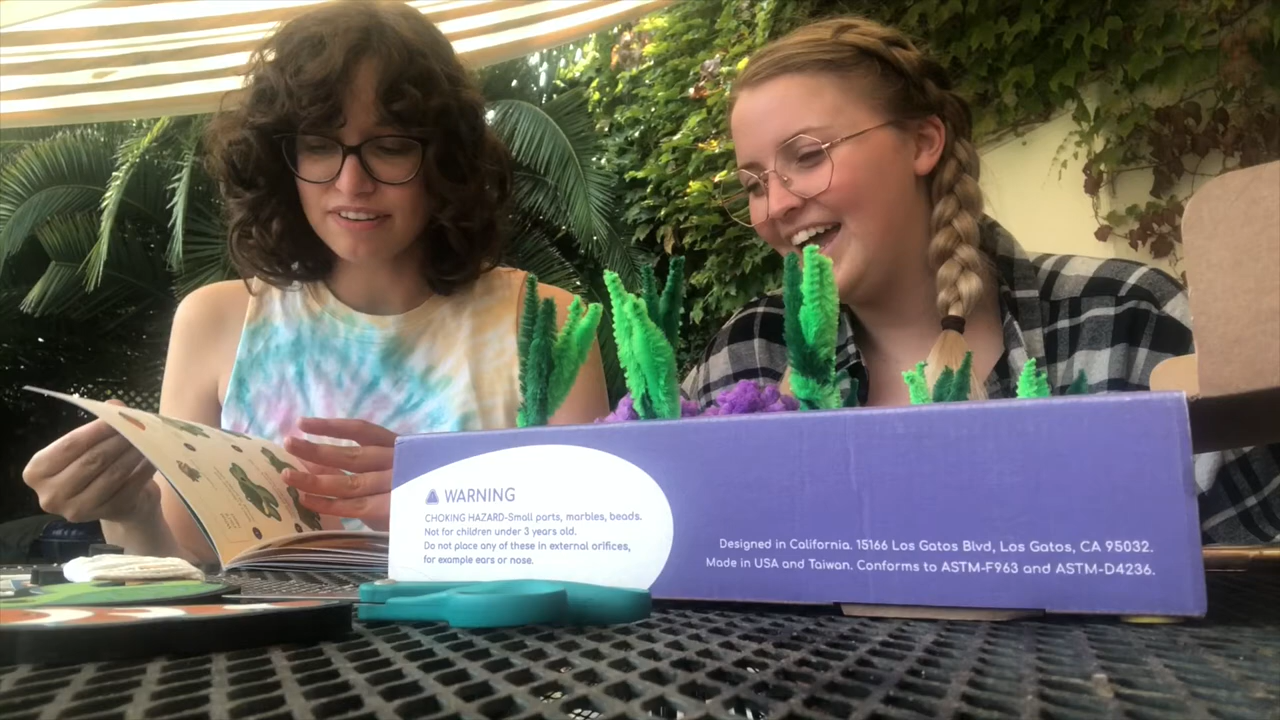 WARNING
CHOKING HAZARD-Small parts, marbles, beads.
Not for children under 3 years old.
Do not place any of these in external orifices,
for example ears or nose.
Designed in California. 15166 Los Gatos Blvd, Los Gatos, CA 95032.
Made in USA and Taiwan. Conforms to ASTM-F963 and ASTM-D4236.